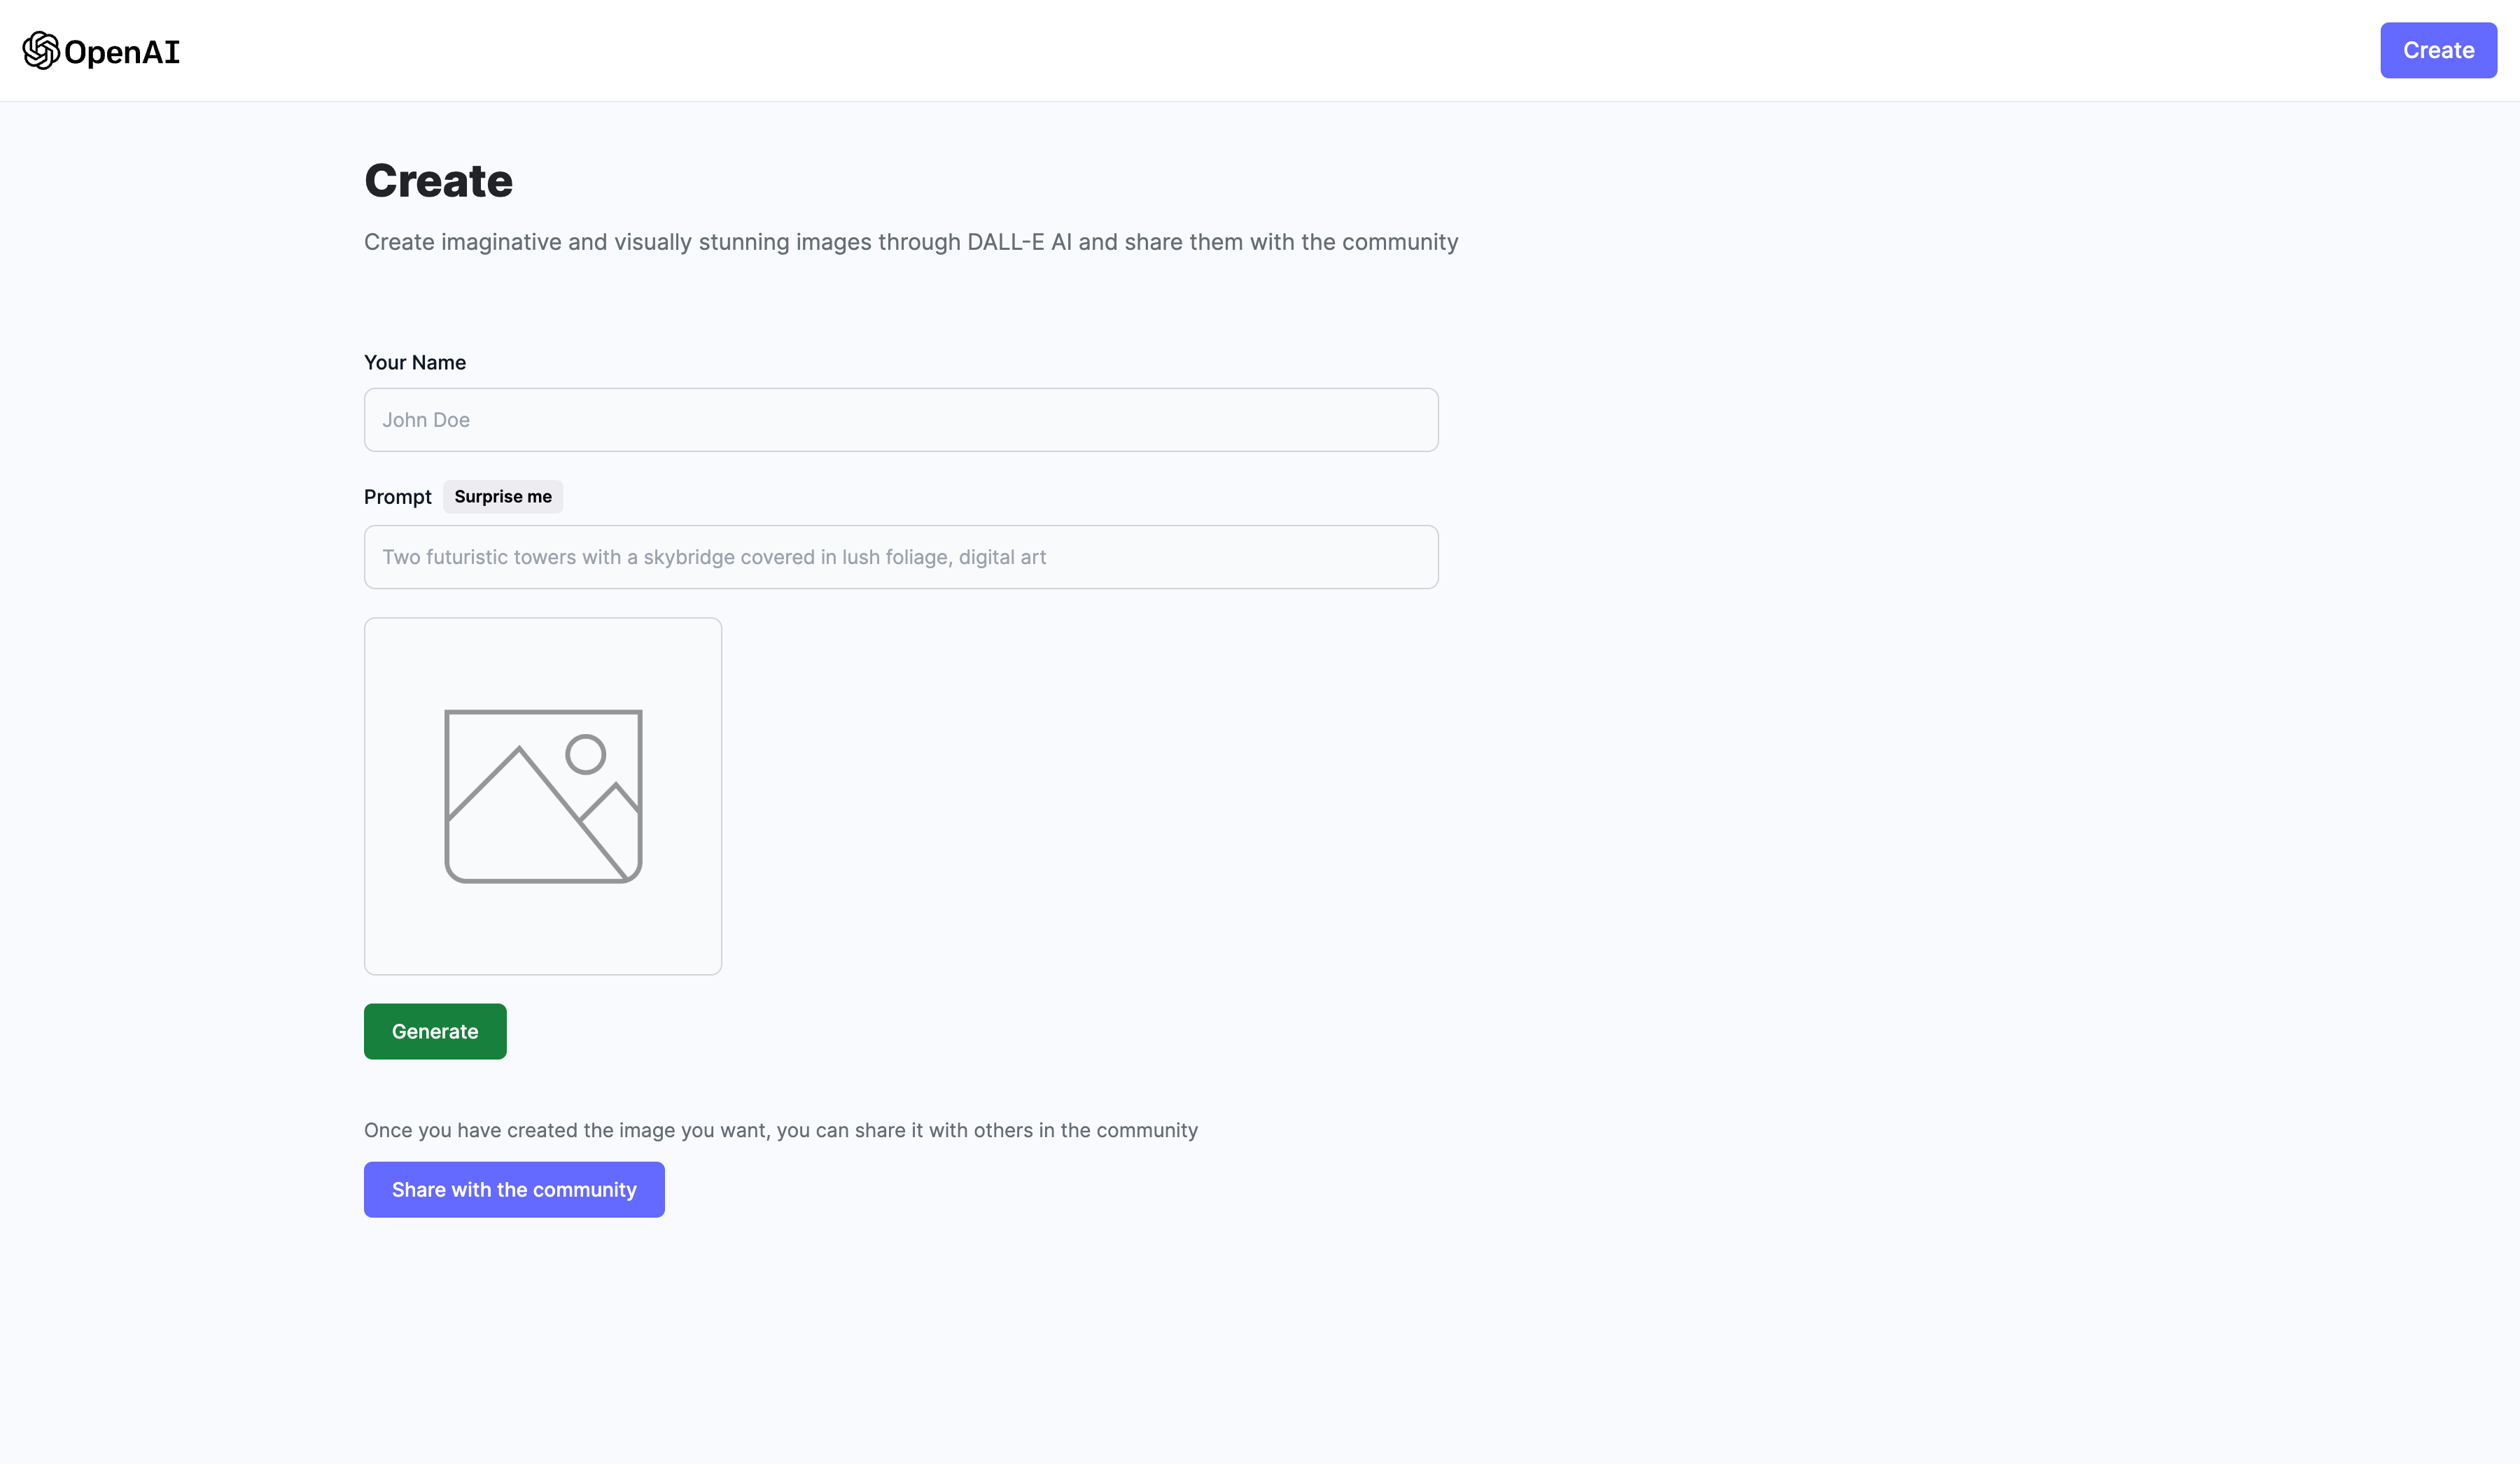 OpenAI
Create
Create
Create imaginative and visually stunning images through DALL-E AI and share them with the community
Your Name
John Doe
Prompt
Surprise me
Two futuristic towers with a skybridge covered in lush foliage, digital art
Generate
Once you have created the image you want, you can share it with others in the community
Share with the community